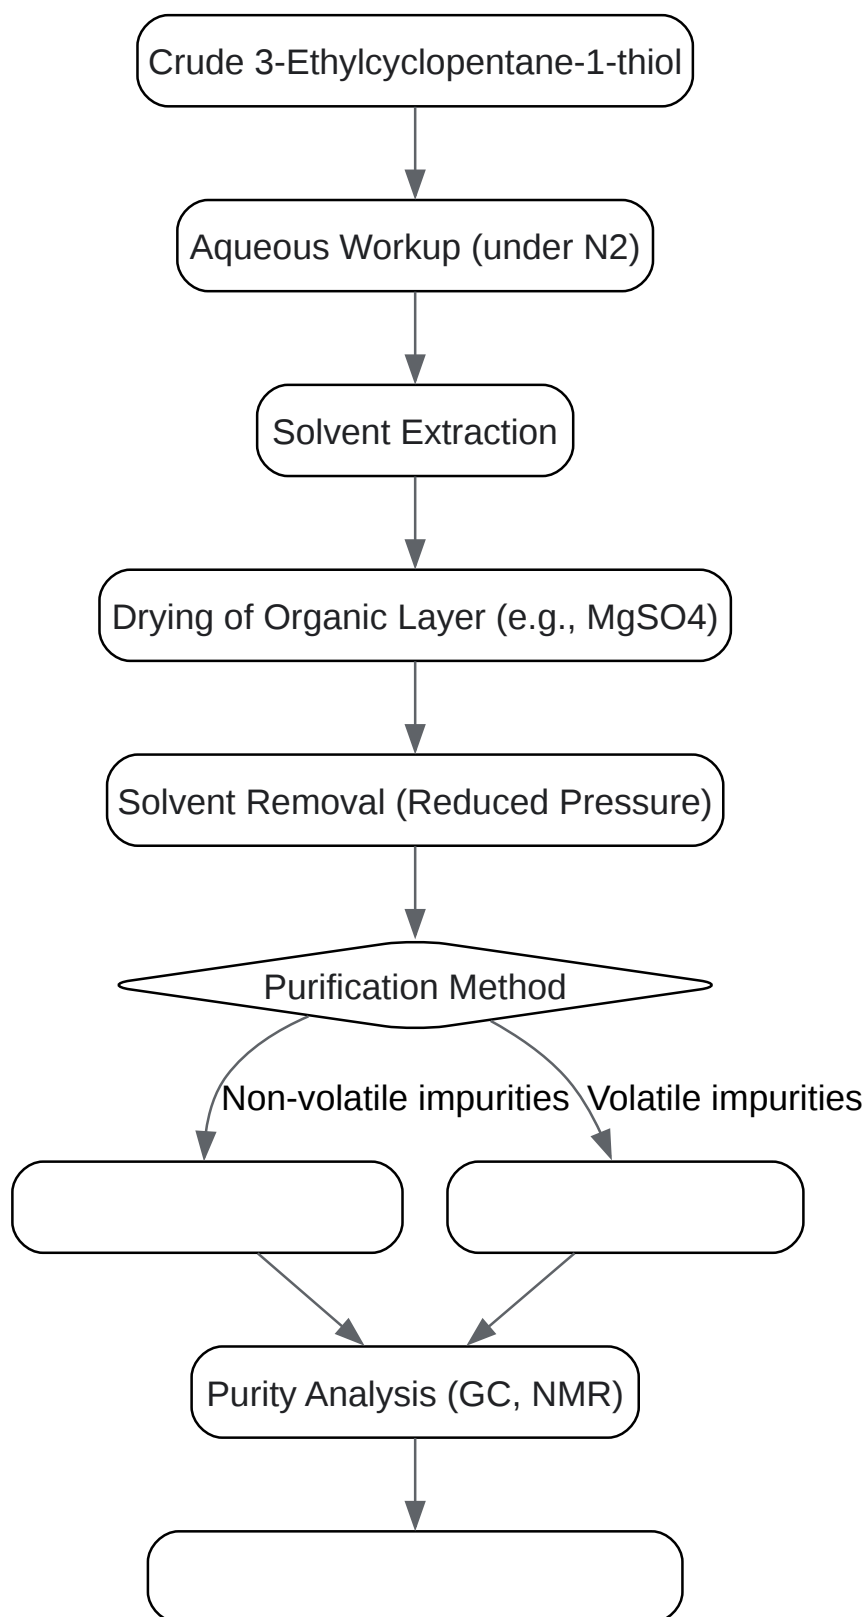 Crude 3-Ethylcyclopentane-1-thiol
Aqueous Workup (under N2)
Solvent Extraction
Drying of Organic Layer (e.g., MgSO4)
Solvent Removal (Reduced Pressure)
Purification Method
Non-volatile impurities
Volatile impurities
Purity Analysis (GC, NMR)